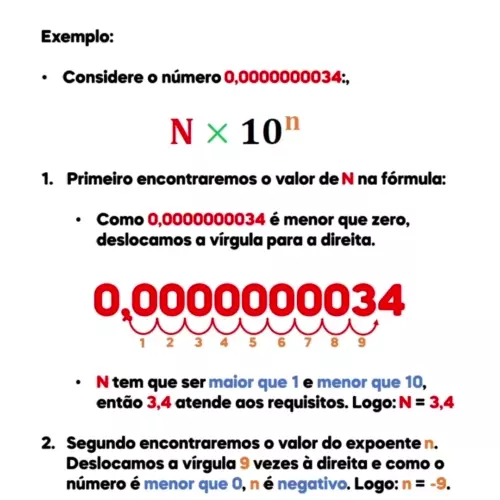 Exemplo:
• Considere o número 0,0000000034:,
N × 10ⁿ
1. Primeiro encontraremos o valor de N na fórmula:
• Como 0,0000000034 é menor que zero,
deslocamos a vírgula para a direita.
0,0000000034
1 2 3 4 5 6 7 8 9
• N tem que ser maior que 1 e menor que 10,
então 3,4 atende aos requisitos. Logo: N = 3,4
2. Segundo encontraremos o valor do expoente n.
Deslocamos a vírgula 9 vezes à direita e como o
número é menor que 0, n é negativo. Logo: n = -9.